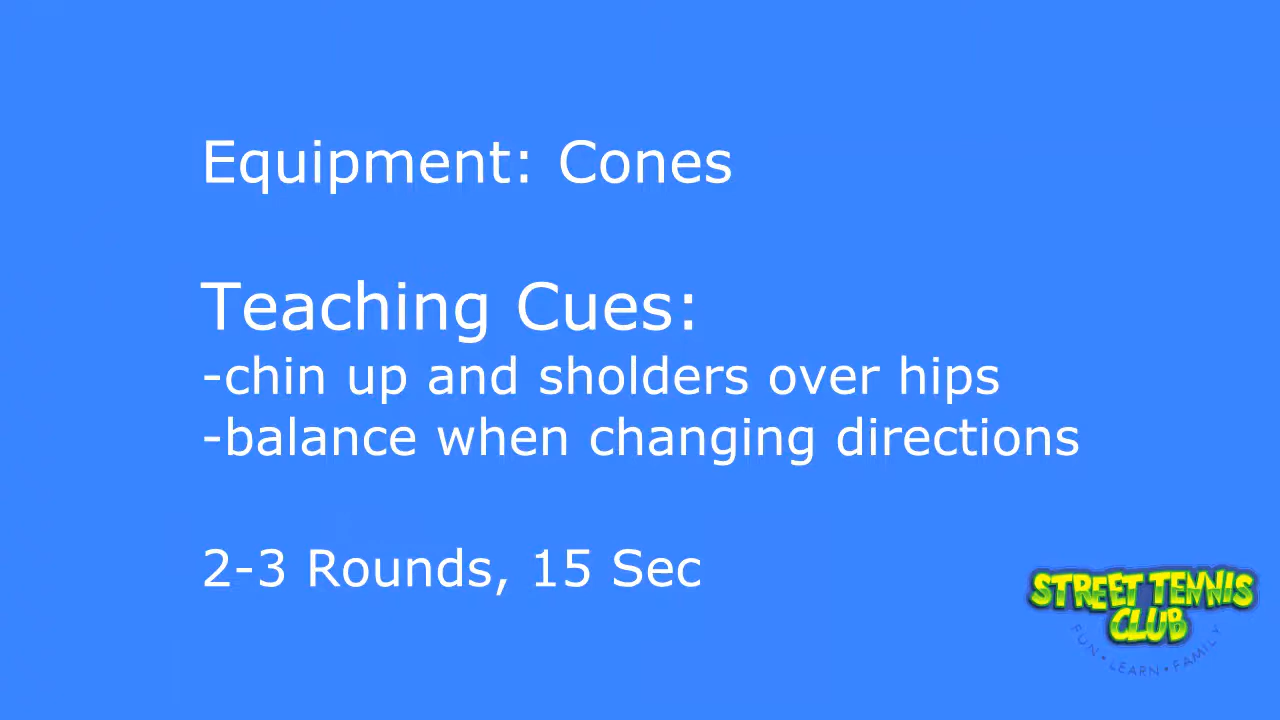 Equipment: Cones
Teaching Cues:
-chin up and sholders over hips
-balance when changing directions
2-3 Rounds, 15 Sec
STREET TENNIS
CLUB
FUN • LEARN • FAMILY